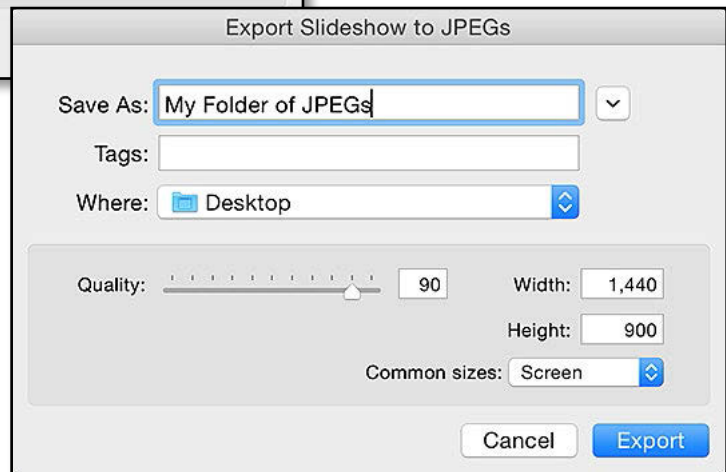 Export Slideshow to JPEGs
Save As: My Folder of JPEGs
Tags:
Where: Desktop
Quality: 90 Width: 1,440
Height: 900
Common sizes: Screen
Cancel Export